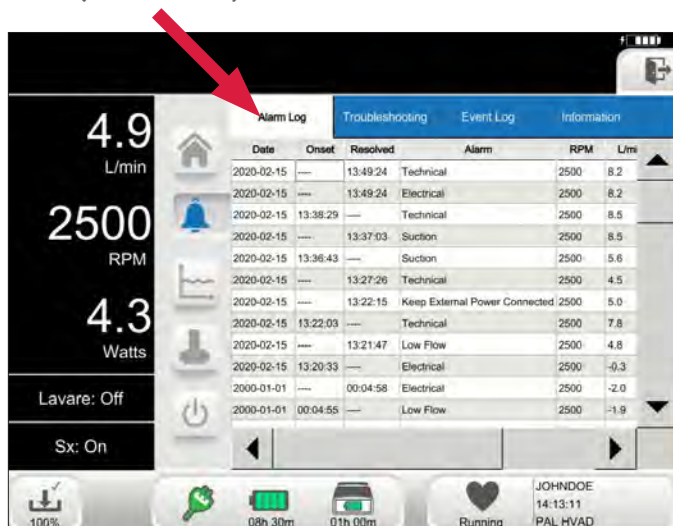 Alarm Log Troubleshooting Event Log Information
4.9
L/min
2500
RPM
4.3
Watts
Lavare: Off
Sx: On
Date Onset Resolved Alarm RPM L/mi
2020-02-15 ---- 13:49:24 Technical 2500 8.2
2020-02-15 ---- 13:49:24 Electrical 2500 8.2
2020-02-15 13:38:29 ---- Technical 2500 8.5
2020-02-15 ---- 13:37:03 Suction 2500 8.5
2020-02-15 13:36:43 ---- Suction 2500 5.6
2020-02-15 ---- 13:27:26 Technical 2500 4.5
2020-02-15 ---- 13:22:15 Keep External Power Connected 2500 5.0
2020-02-15 13:22:03 ---- Technical 2500 7.8
2020-02-15 ---- 13:21:47 Low Flow 2500 4.8
2020-02-15 13:20:33 ---- Electrical 2500 -0.3
2000-01-01 ---- 00:04:58 Electrical 2500 -2.0
2000-01-01 00:04:55 ---- Low Flow 2500 -1.9
100%
08h 30m
01h 00m
Running
JOHNDOE
14:13:11
PAL HVAD